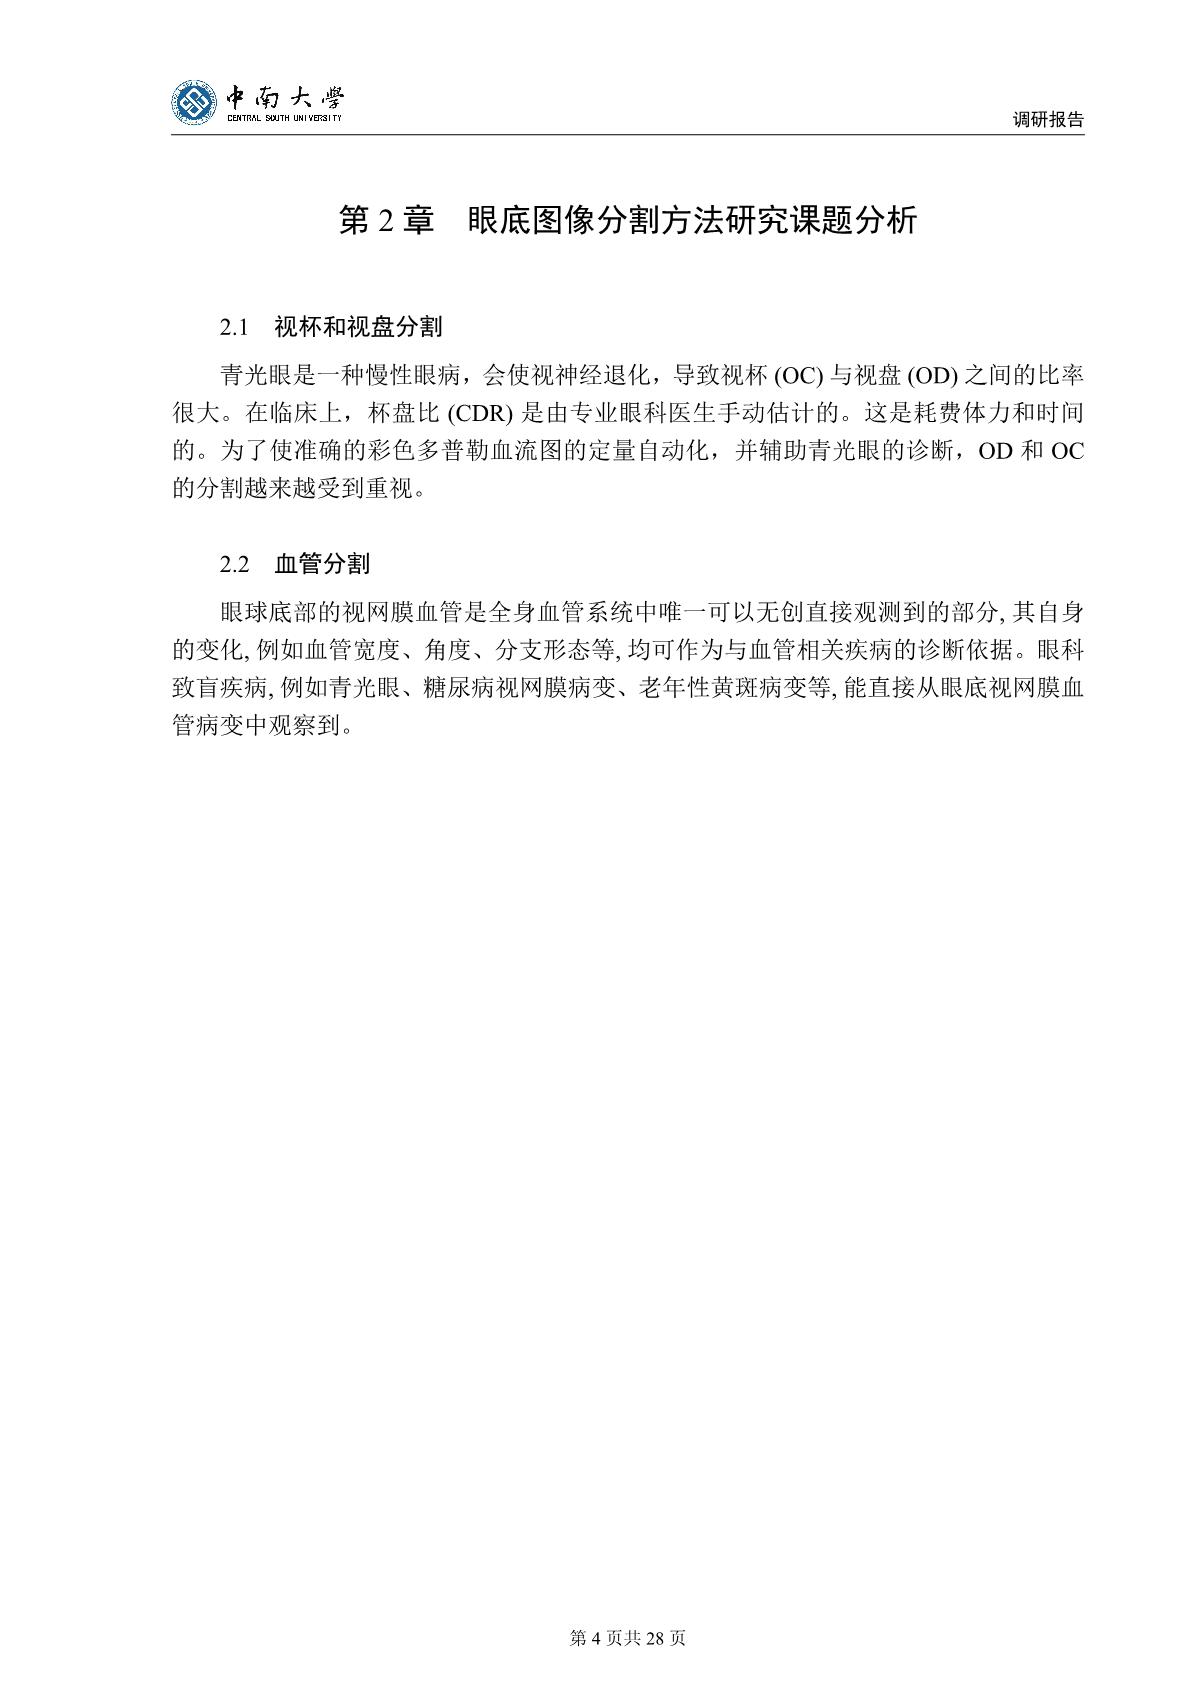 中南大學
CENTRAL SOUTH UNIVERSITY
调研报告
第 2 章　眼底图像分割方法研究课题分析
2.1　视杯和视盘分割
青光眼是一种慢性眼病，会使视神经退化，导致视杯 (OC) 与视盘 (OD) 之间的比率
很大。在临床上，杯盘比 (CDR) 是由专业眼科医生手动估计的。这是耗费体力和时间
的。为了使准确的彩色多普勒血流图的定量自动化，并辅助青光眼的诊断，OD 和 OC
的分割越来越受到重视。
2.2　血管分割
眼球底部的视网膜血管是全身血管系统中唯一可以无创直接观测到的部分, 其自身
的变化, 例如血管宽度、角度、分支形态等, 均可作为与血管相关疾病的诊断依据。眼科
致盲疾病, 例如青光眼、糖尿病视网膜病变、老年性黄斑病变等, 能直接从眼底视网膜血
管病变中观察到。
第 4 页共 28 页